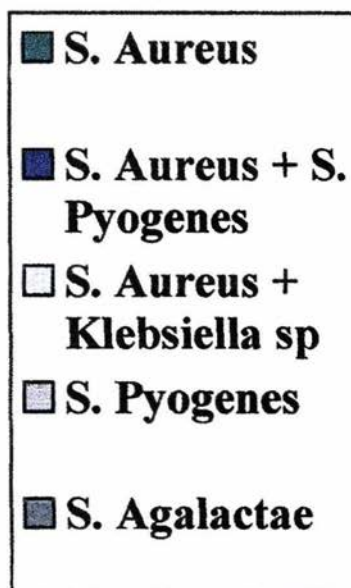 S. Aureus
S. Aureus + S.
Pyogenes
S. Aureus +
Klebsiella sp
S. Pyogenes
S. Agalactae